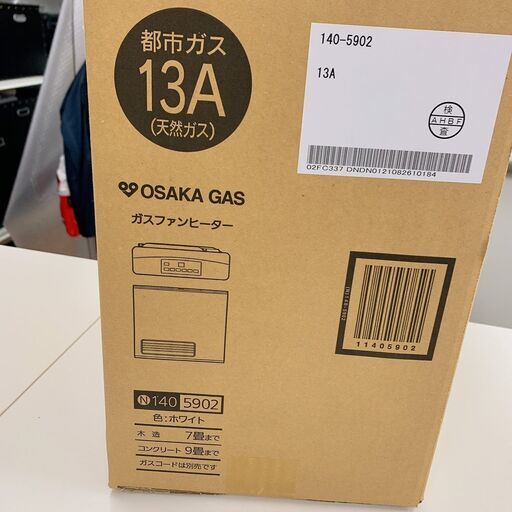 都市ガス
13A
(天然ガス)
140-5902
13A
検
AHBF
査
02FC337 DNDN0121082610184
OSAKA GAS
ガスファンヒーター
11405902
N 140 5902
色:ホワイト
木造 7畳まで
コンクリート 9畳まで
ガスコードは別売です